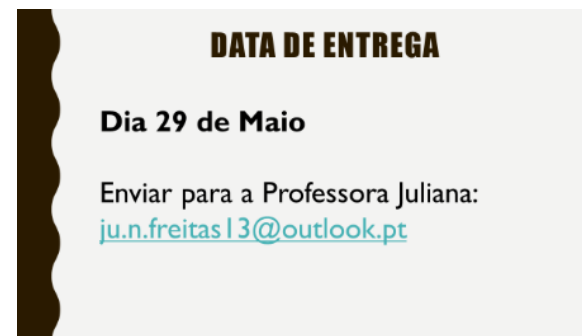 DATA DE ENTREGA
Dia 29 de Maio
Enviar para a Professora Juliana:
ju.n.freitas13@outlook.pt